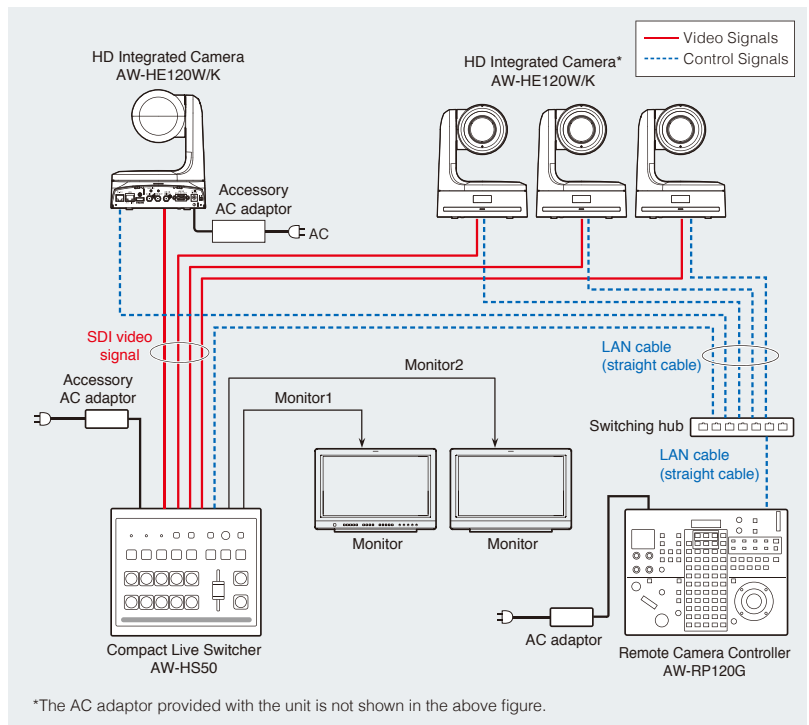 Video Signals
Control Signals
HD Integrated Camera
AW-HE120W/K
HD Integrated Camera*
AW-HE120W/K
Accessory
AC adaptor
AC
SDI video
signal
LAN cable
(straight cable)
Accessory
AC adaptor
Monitor2
Monitor1
Switching hub
LAN cable
(straight cable)
Monitor
Monitor
AC adaptor
Compact Live Switcher
AW-HS50
Remote Camera Controller
AW-RP120G
*The AC adaptor provided with the unit is not shown in the above figure.